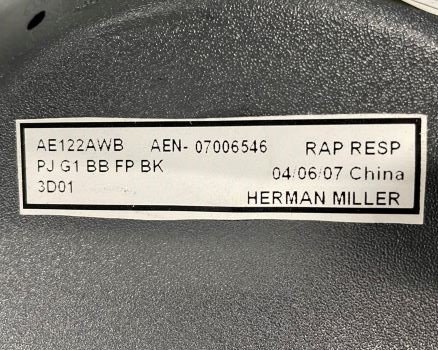 AE122AWB AEN- 07006546 RAP RESP
PJ G1 BB FP BK 04/06/07 China
3D01 HERMAN MILLER